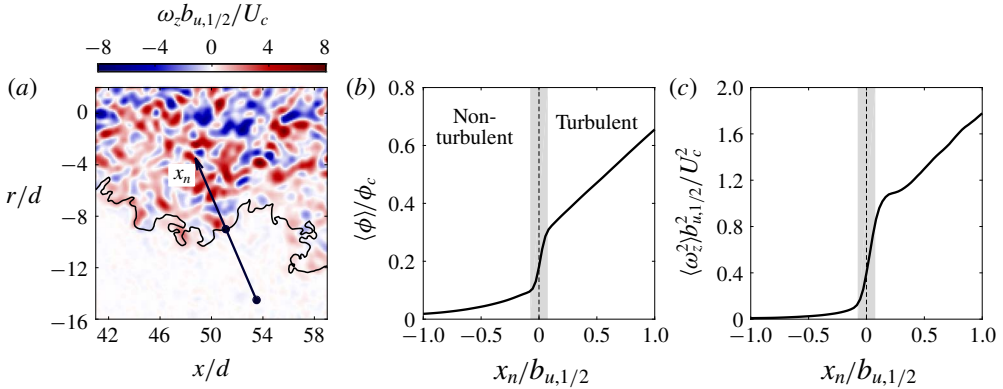 ω_z b_{u,1/2}/U_c
−8 −4 0 4 8
(a)
0
−4
−8
−12
−16
r/d
x_n
41 46 50 54 59
x/d
(b)
0.8
0.6
0.4
0.2
0
⟨ϕ⟩/ϕ_c
Non-
turbulent
Turbulent
−1.0 −0.5 0 0.5 1.0
x_n/b_{u,1/2}
(c)
2.0
1.6
1.2
0.8
0.4
0
⟨ω_z^2⟩b_{u,1/2}^2/U_c^2
−1.0 −0.5 0 0.5 1.0
x_n/b_{u,1/2}